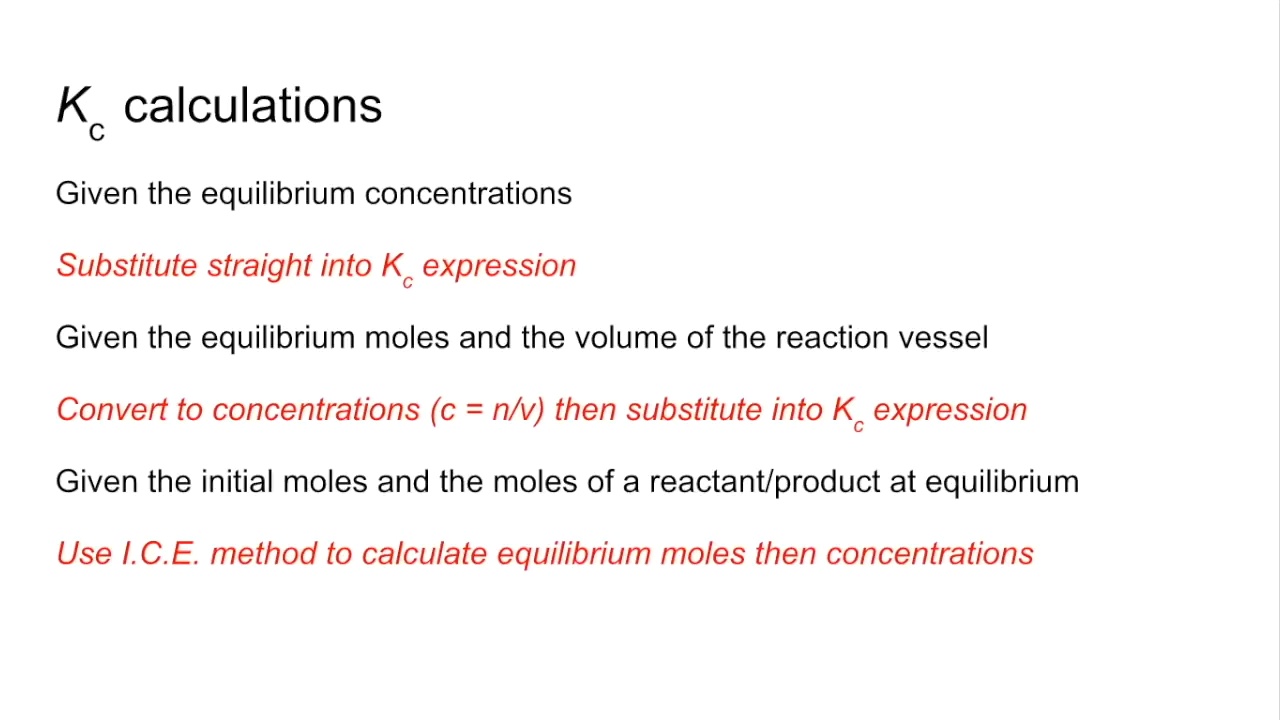 Kc calculations
Given the equilibrium concentrations
Substitute straight into Kc expression
Given the equilibrium moles and the volume of the reaction vessel
Convert to concentrations (c = n/v) then substitute into Kc expression
Given the initial moles and the moles of a reactant/product at equilibrium
Use I.C.E. method to calculate equilibrium moles then concentrations